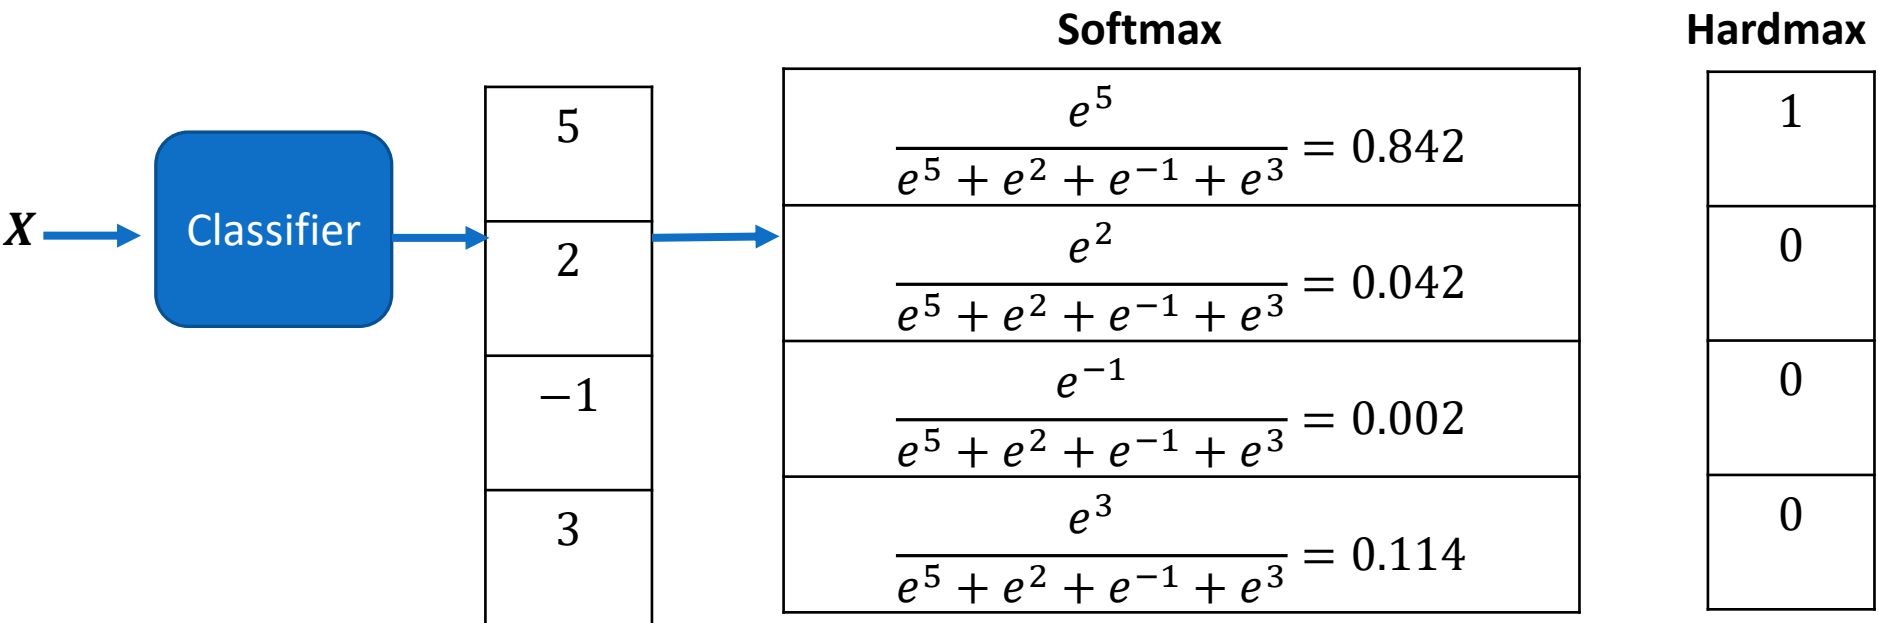 Softmax Hardmax
X Classifier
5
2
−1
3
e^5 / (e^5 + e^2 + e^−1 + e^3) = 0.842
e^2 / (e^5 + e^2 + e^−1 + e^3) = 0.042
e^−1 / (e^5 + e^2 + e^−1 + e^3) = 0.002
e^3 / (e^5 + e^2 + e^−1 + e^3) = 0.114
1
0
0
0